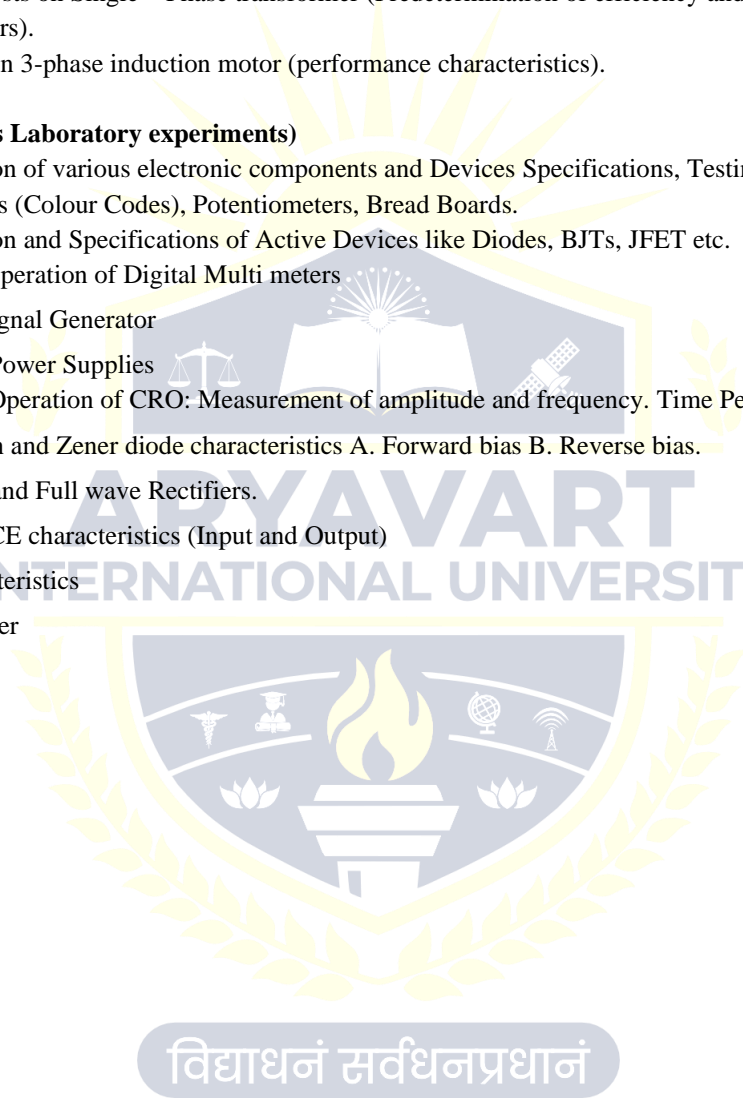 sts on Single – Phase transformer (Predetermination of efficiency and
rs).
n 3-phase induction motor (performance characteristics).
s Laboratory experiments)
on of various electronic components and Devices Specifications, Testin
s (Colour Codes), Potentiometers, Bread Boards.
on and Specifications of Active Devices like Diodes, BJTs, JFET etc.
peration of Digital Multi meters
gnal Generator
Power Supplies
Operation of CRO: Measurement of amplitude and frequency. Time Pe
n and Zener diode characteristics A. Forward bias B. Reverse bias.
and Full wave Rectifiers.
CE characteristics (Input and Output)
teristics
er
ARYAVART
NTERNATIONAL UNIVERSIT
विद्याधनं सर्वधनप्रधानं